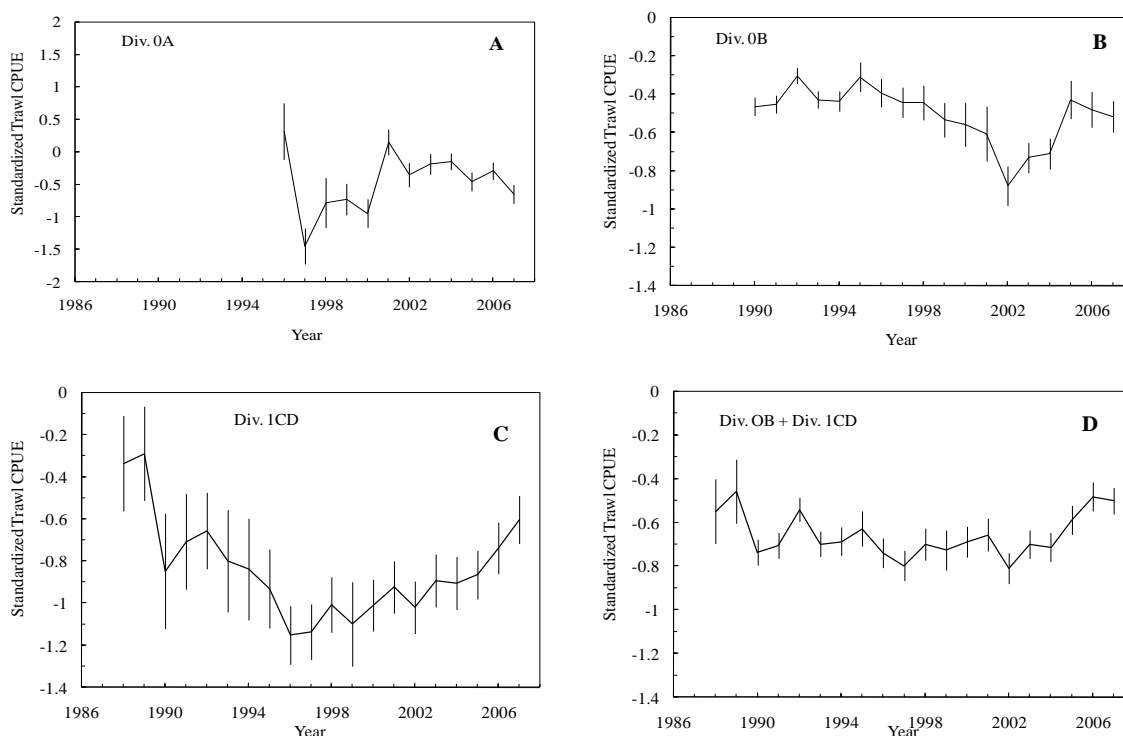 Div. 0A
A
Standardized Trawl CPUE
2
1.5
1
0.5
0
-0.5
-1
-1.5
-2
1986 1990 1994 1998 2002 2006
Year
Div. 0B
B
Standardized Trawl CPUE
0
-0.2
-0.4
-0.6
-0.8
-1
-1.2
-1.4
1986 1990 1994 1998 2002 2006
Year
Div. 1CD
C
Standardized Trawl CPUE
0
-0.2
-0.4
-0.6
-0.8
-1
-1.2
-1.4
1986 1990 1994 1998 2002 2006
Year
Div. OB + Div. 1CD
D
Standardized Trawl CPUE
0
-0.2
-0.4
-0.6
-0.8
-1
-1.2
-1.4
1986 1990 1994 1998 2002 2006
Year